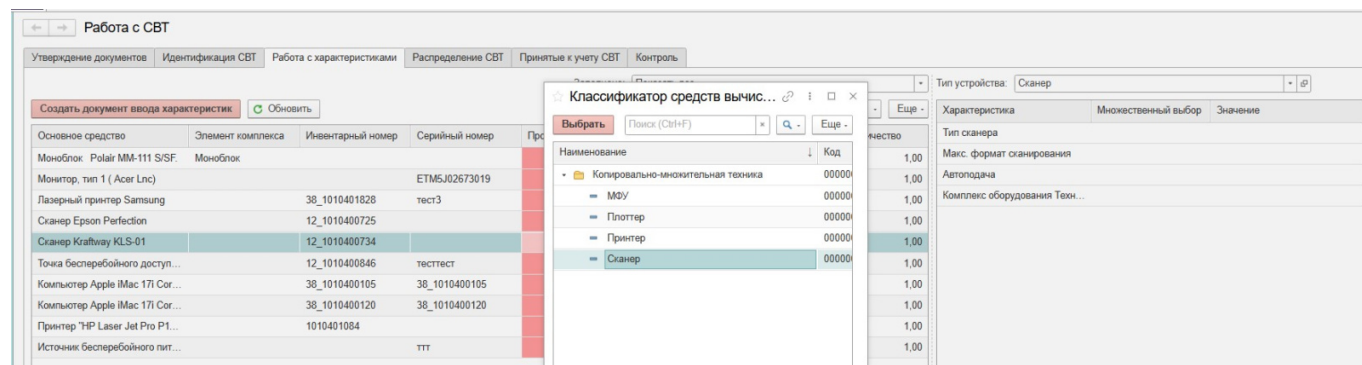 Работа с СВТ
Утверждение документов Идентификация СВТ Работа с характеристиками Распределение СВТ Принятые к учету СВТ Контроль
Тип устройства: Сканер
Создать документ ввода характеристик Обновить
Еще
Основное средство Элемент комплекса Инвентарный номер Серийный номер
Моноблок Polair MM-111 S/SF. Моноблок 1,00
Монитор, тип 1 ( Acer Lnc) ETM5J02673019 1,00
Лазерный принтер Samsung 38_1010401828 тест3 1,00
Сканер Epson Perfection 12_1010400725 1,00
Сканер Kraftway KLS-01 12_1010400734 1,00
Точка бесперебойного доступ... 12_1010400846 тесттест 1,00
Компьютер Apple iMac 17i Cor... 38_1010400105 38_1010400105 1,00
Компьютер Apple iMac 17i Cor... 38_1010400120 38_1010400120 1,00
Принтер "HP Laser Jet Pro P1... 1010401084 1,00
Источник бесперебойного пит... ттт 1,00
Классификатор средств вычис...
Выбрать Поиск (Ctrl+F) Еще
Наименование Код
Копировально-множительная техника 00000
МФУ 00000
Плоттер 00000
Принтер 00000
Сканер 00000
Характеристика Множественный выбор Значение
Тип сканера
Макс. формат сканирования
Автоподача
Комплекс оборудования Техн...